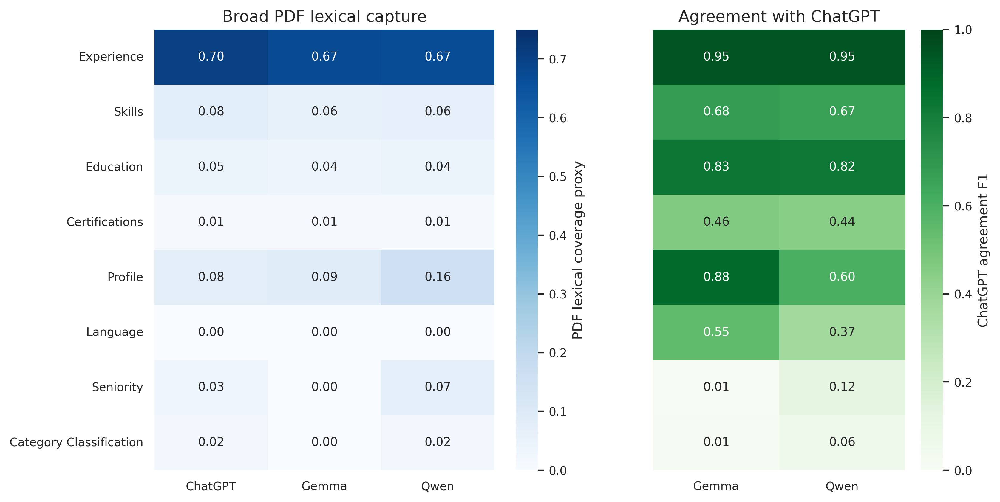 Broad PDF lexical capture
Experience 0.70 0.67 0.67
Skills 0.08 0.06 0.06
Education 0.05 0.04 0.04
Certifications 0.01 0.01 0.01
Profile 0.08 0.09 0.16
Language 0.00 0.00 0.00
Seniority 0.03 0.00 0.07
Category Classification 0.02 0.00 0.02
ChatGPT Gemma Qwen
0.7
0.6
0.5
0.4
0.3
0.2
0.1
0.0
PDF lexical coverage proxy
Agreement with ChatGPT
0.95 0.95
0.68 0.67
0.83 0.82
0.46 0.44
0.88 0.60
0.55 0.37
0.01 0.12
0.01 0.06
Gemma Qwen
1.0
0.8
0.6
0.4
0.2
0.0
ChatGPT agreement F1